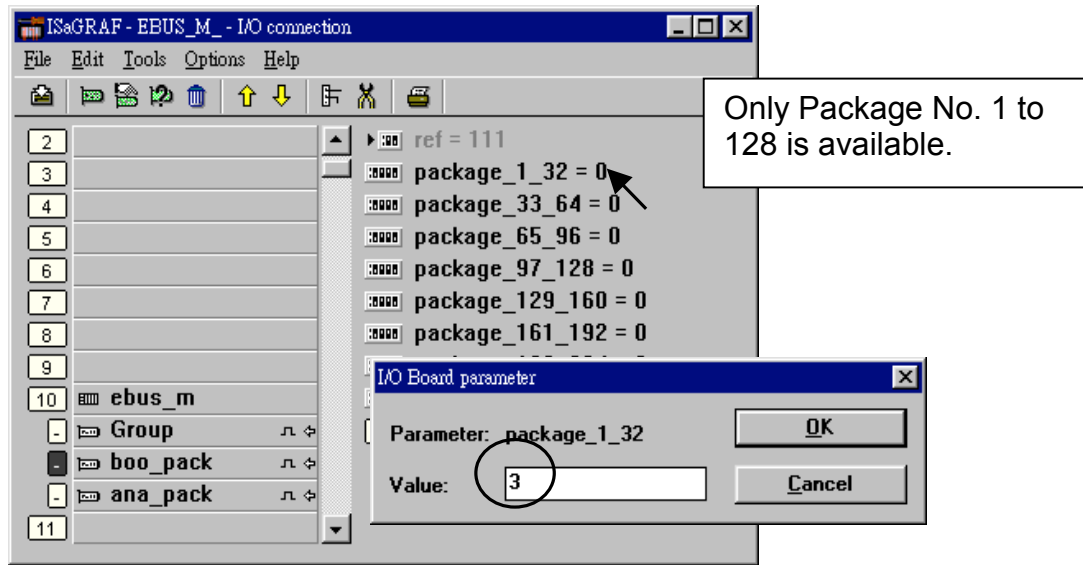 ISaGRAF - EBUS_M_ - I/O connection
File Edit Tools Options Help
Only Package No. 1 to
128 is available.
2
3
4
5
6
7
8
9
10 ebus_m
- Group
- boo_pack
- ana_pack
11
ref = 111
package_1_32 = 0
package_33_64 = 0
package_65_96 = 0
package_97_128 = 0
package_129_160 = 0
package_161_192 = 0
I/O Board parameter
Parameter: package_1_32
OK
Value: 3
Cancel